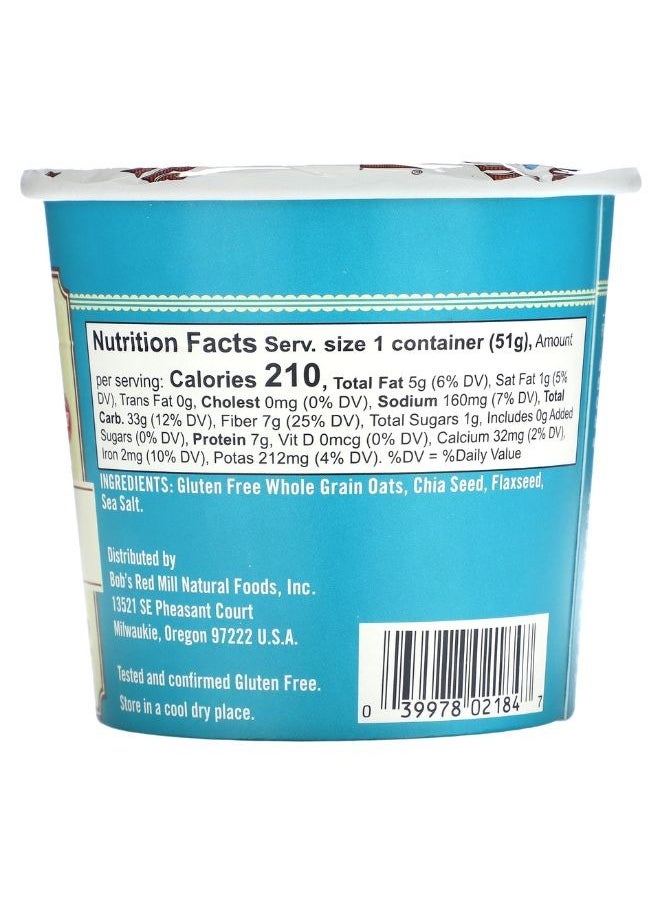 Nutrition Facts Serv. size 1 container (51g), Amount
per serving: Calories 210, Total Fat 5g (6% DV), Sat Fat 1g (5%
DV), Trans Fat 0g, Cholest 0mg (0% DV), Sodium 160mg (7% DV), Total
Carb. 33g (12% DV), Fiber 7g (25% DV), Total Sugars 1g, Includes 0g Added
Sugars (0% DV), Protein 7g, Vit D 0mcg (0% DV), Calcium 32mg (2% DV),
Iron 2mg (10% DV), Potas 212mg (4% DV). %DV = %Daily Value
INGREDIENTS: Gluten Free Whole Grain Oats, Chia Seed, Flaxseed,
Sea Salt.
Distributed by
Bob's Red Mill Natural Foods, Inc.
13521 SE Pheasant Court
Milwaukie, Oregon 97222 U.S.A.
Tested and confirmed Gluten Free.
Store in a cool dry place.
0 39978 02184 7